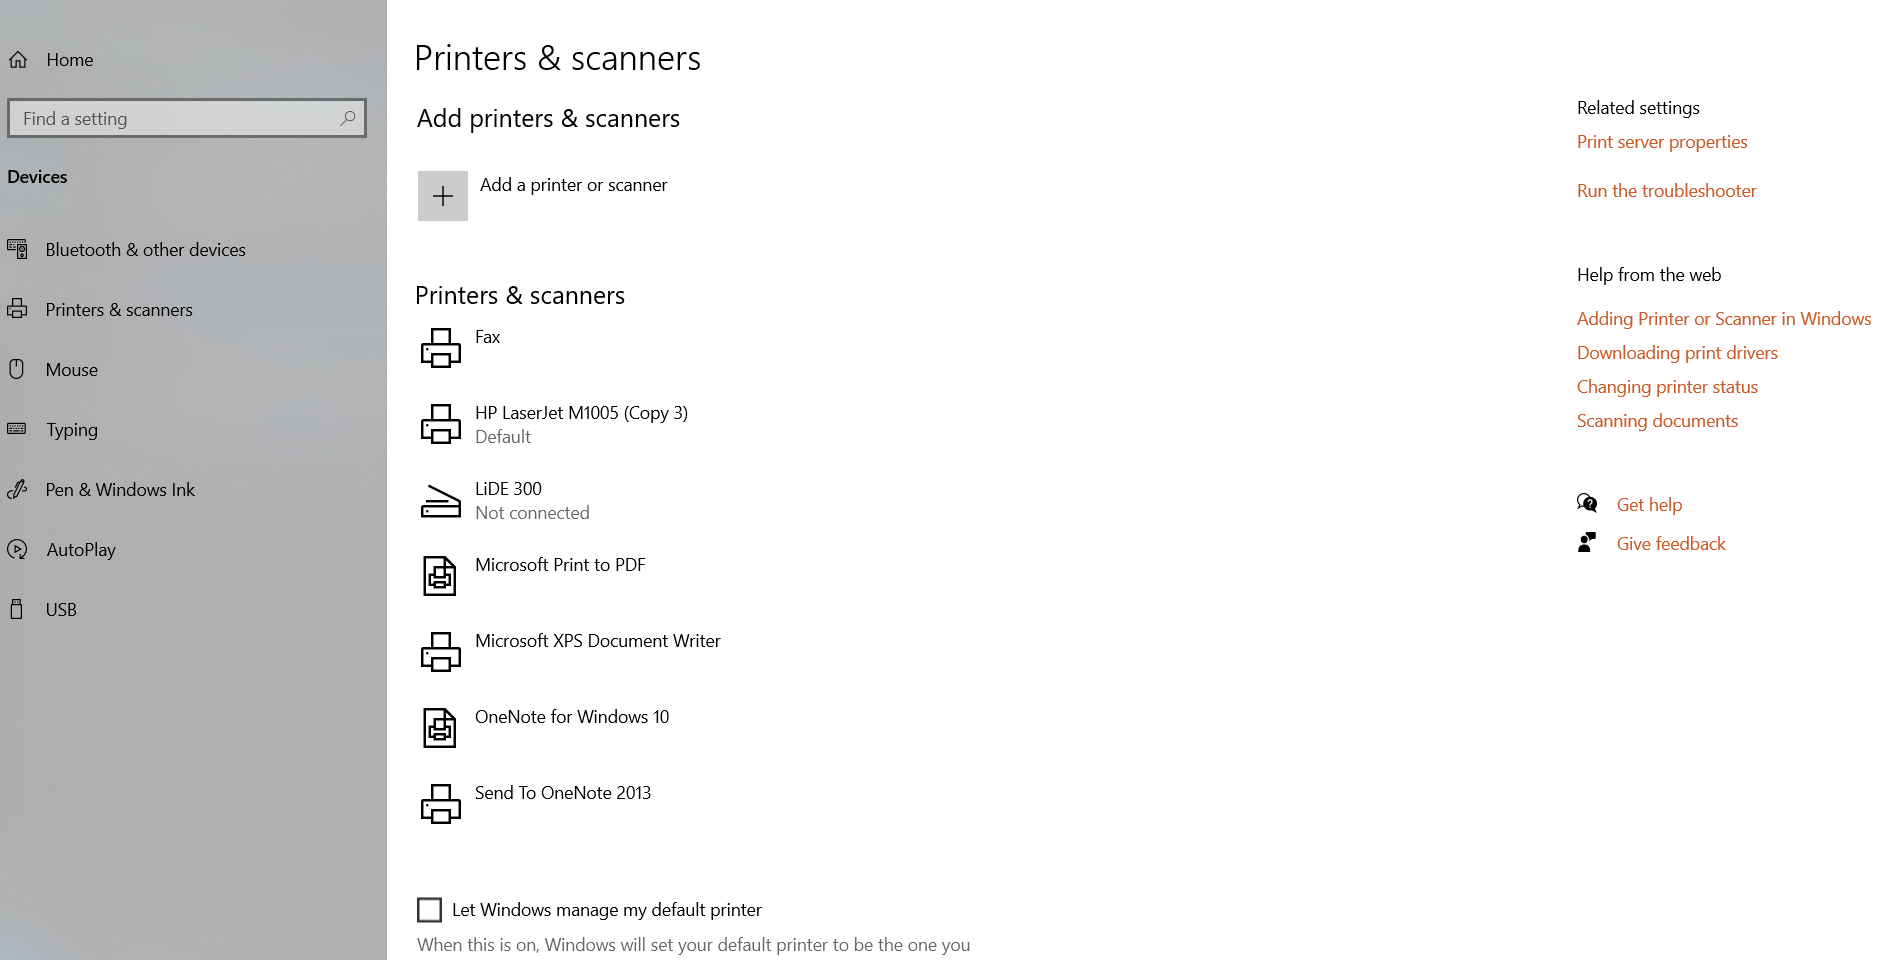 Home
Find a setting
Devices
Bluetooth & other devices
Printers & scanners
Mouse
Typing
Pen & Windows Ink
AutoPlay
USB
Printers & scanners
Add printers & scanners
Add a printer or scanner
Printers & scanners
Fax
HP LaserJet M1005 (Copy 3)
Default
LiDE 300
Not connected
Microsoft Print to PDF
Microsoft XPS Document Writer
OneNote for Windows 10
Send To OneNote 2013
Let Windows manage my default printer
When this is on, Windows will set your default printer to be the one you
Related settings
Print server properties
Run the troubleshooter
Help from the web
Adding Printer or Scanner in Windows
Downloading print drivers
Changing printer status
Scanning documents
Get help
Give feedback